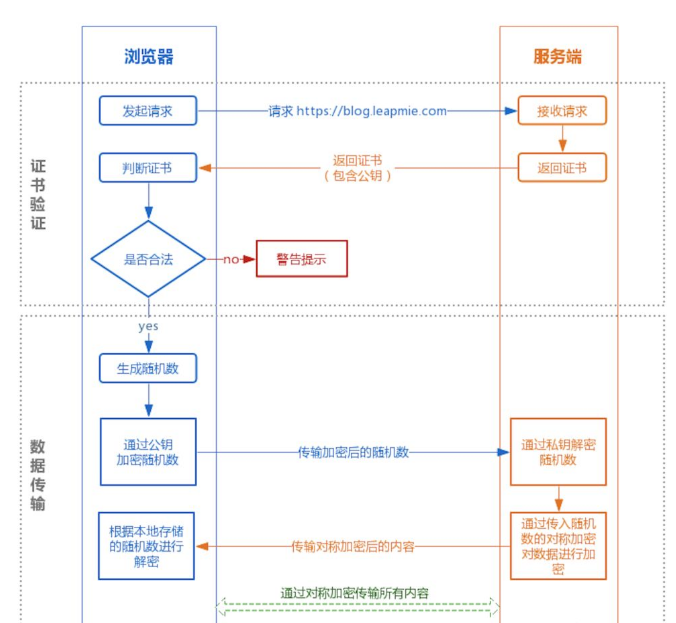 浏览器
服务端
证
书
验
证
发起请求
请求 https://blog.leapmie.com
接收请求
判断证书
返回证书
（包含公钥）
返回证书
是否合法
no
警告提示
yes
生成随机数
数
据
传
输
通过公钥
加密随机数
传输加密后的随机数
通过私钥解密
随机数
根据本地存储
的随机数进行
解密
传输对称加密后的内容
通过传入随机
数的对称加密
对数据进行加
密
通过对称加密传输所有内容